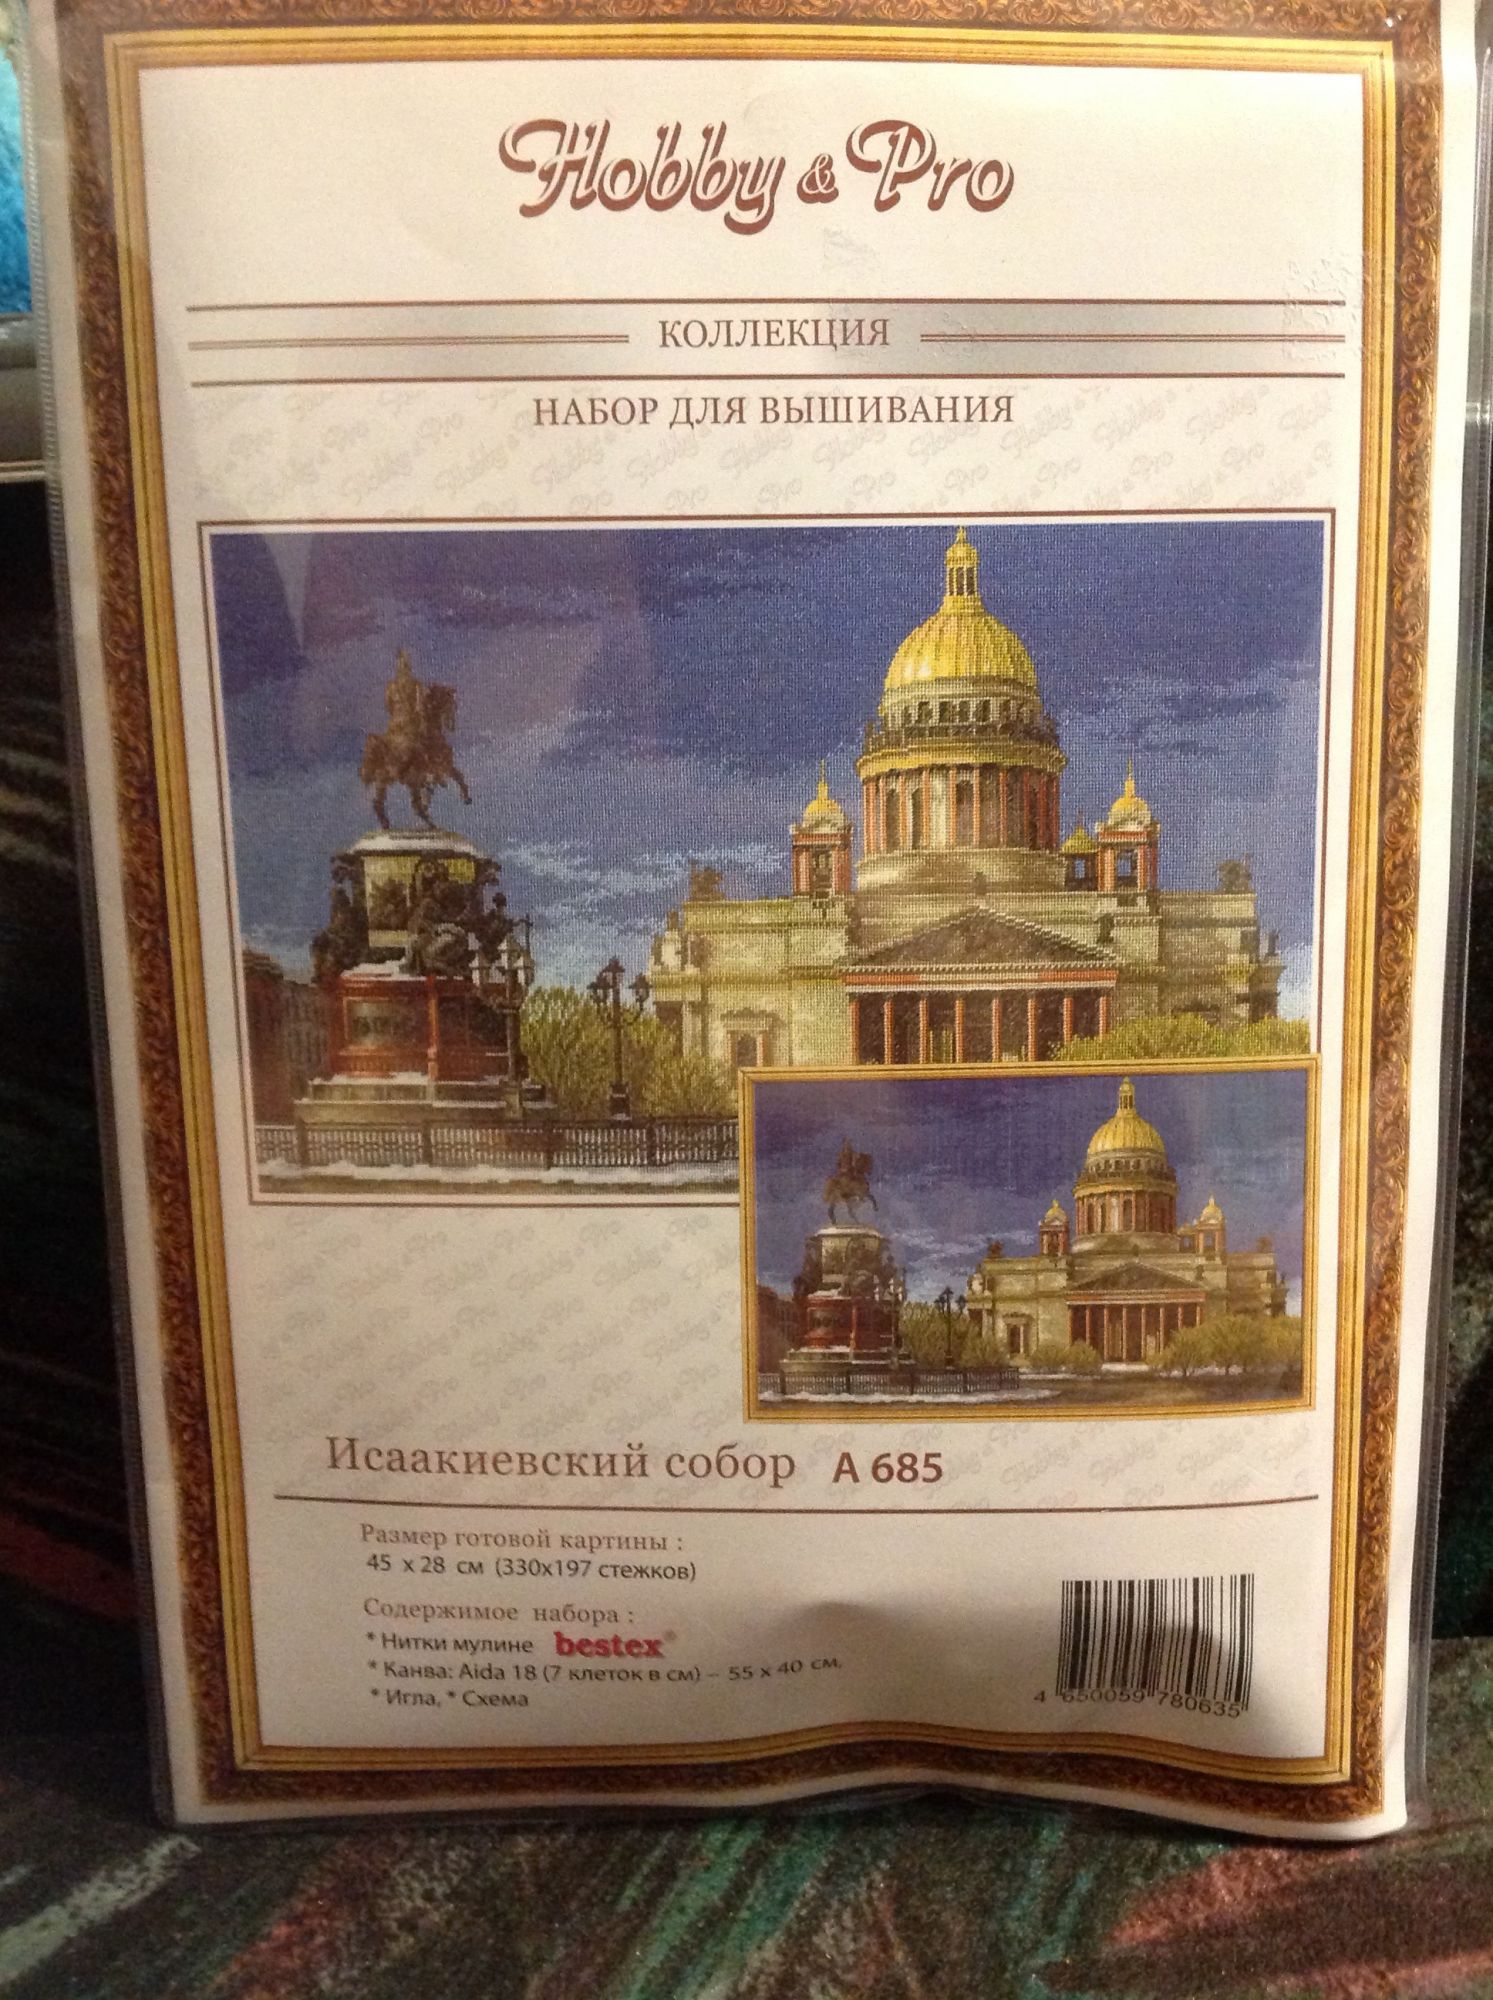 Hobby & Pro
КОЛЛЕКЦИЯ
НАБОР ДЛЯ ВЫШИВАНИЯ
Исаакиевский собор А 685
Размер готовой картины :
45 x 28 см (330x197 стежков)
Содержимое набора :
* Нитки мулине bestex®
* Канва: Aida 18 (7 клеток в см) – 55 x 40 см,
* Игла, * Схема
4 650059 780635